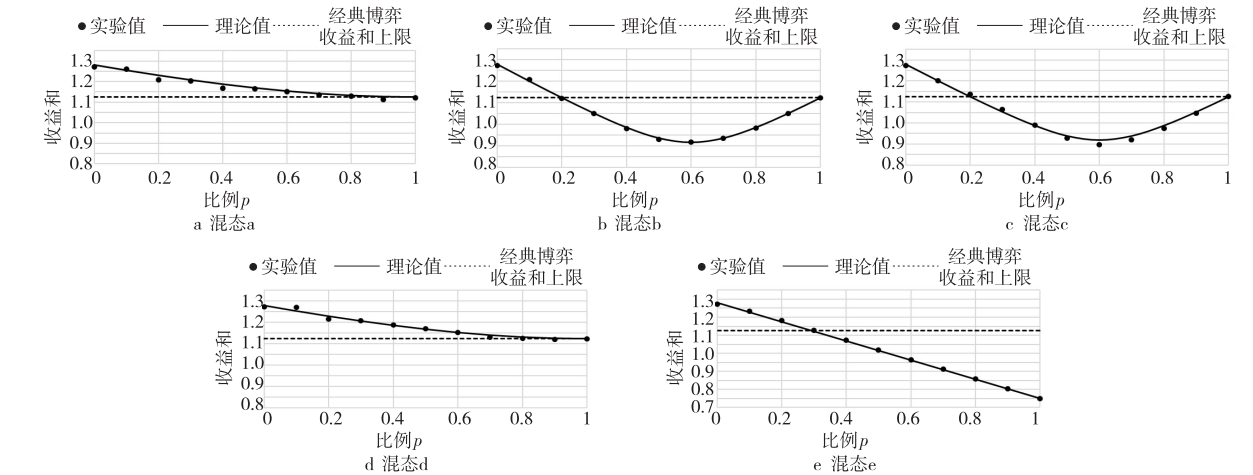 实验值 理论值 经典博弈
收益和上限
收益和
1.3
1.2
1.1
1.0
0.9
0.8
0 0.2 0.4 0.6 0.8 1
比例p
a 混态a
实验值 理论值 经典博弈
收益和上限
收益和
1.3
1.2
1.1
1.0
0.9
0.8
0 0.2 0.4 0.6 0.8 1
比例p
b 混态b
实验值 理论值 经典博弈
收益和上限
收益和
1.3
1.2
1.1
1.0
0.9
0.8
0 0.2 0.4 0.6 0.8 1
比例p
c 混态c
实验值 理论值 经典博弈
收益和上限
收益和
1.3
1.2
1.1
1.0
0.9
0.8
0 0.2 0.4 0.6 0.8 1
比例p
d 混态d
实验值 理论值 经典博弈
收益和上限
收益和
1.3
1.2
1.1
1.0
0.9
0.8
0.7
0 0.2 0.4 0.6 0.8 1
比例p
e 混态e